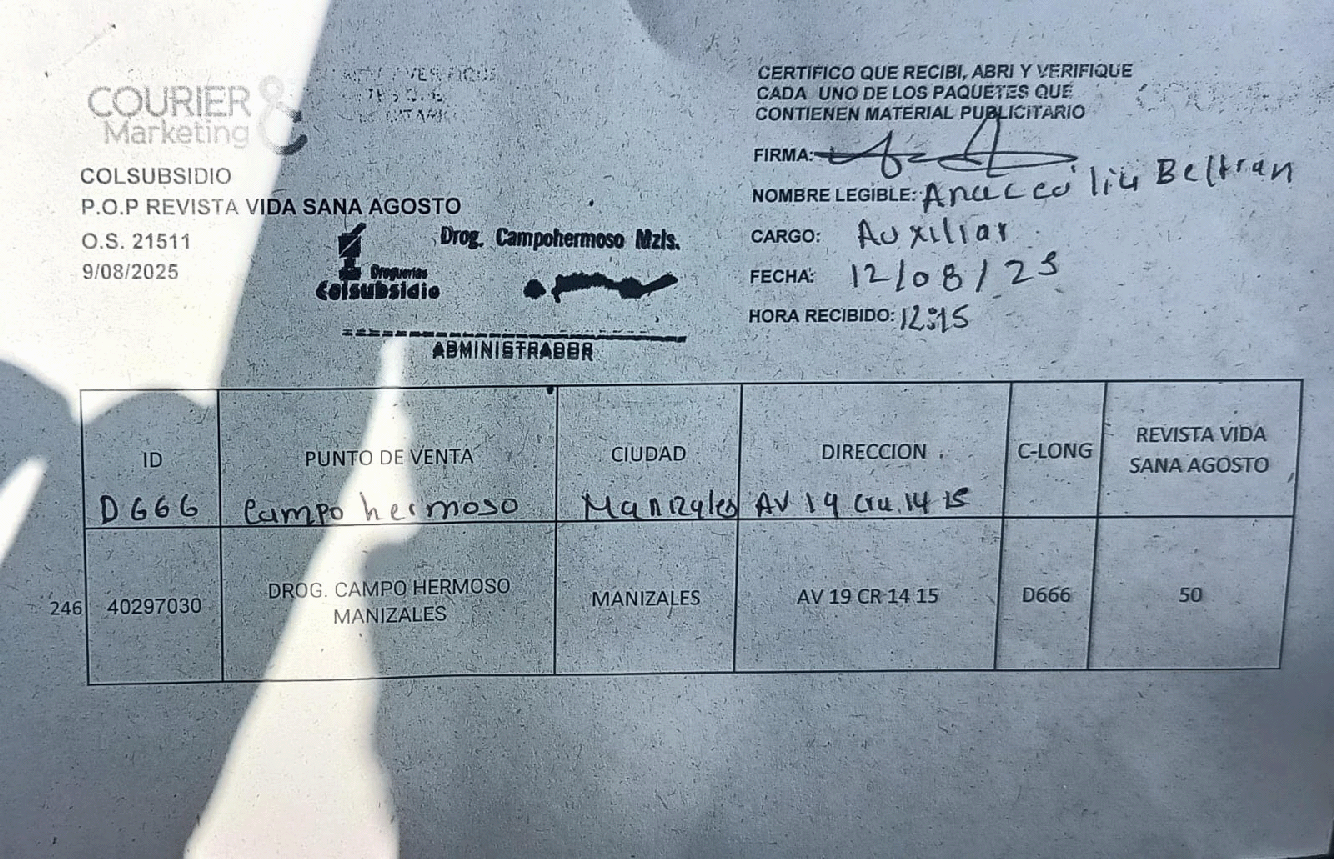 COURIER &
Marketing
COLSUBSIDIO
P.O.P REVISTA VIDA SANA AGOSTO
O.S. 21511
9/08/2025
Drog. Campohermoso Mzls.
Droguerías
Colsubsidio
ADMINISTRADOR
CERTIFICO QUE RECIBI, ABRI Y VERIFIQUE
CADA UNO DE LOS PAQUETES QUE
CONTIENEN MATERIAL PUBLICITARIO
FIRMA:
NOMBRE LEGIBLE: Ana Cecilia Beltran
CARGO: Auxiliar
FECHA: 12/08/25
HORA RECIBIDO: 12:15
ID PUNTO DE VENTA CIUDAD DIRECCION C-LONG REVISTA VIDA SANA AGOSTO
D666 Campo hermoso Manizales AV 19 Cra. 14 15
246 40297030 DROG. CAMPO HERMOSO MANIZALES MANIZALES AV 19 CR 14 15 D666 50